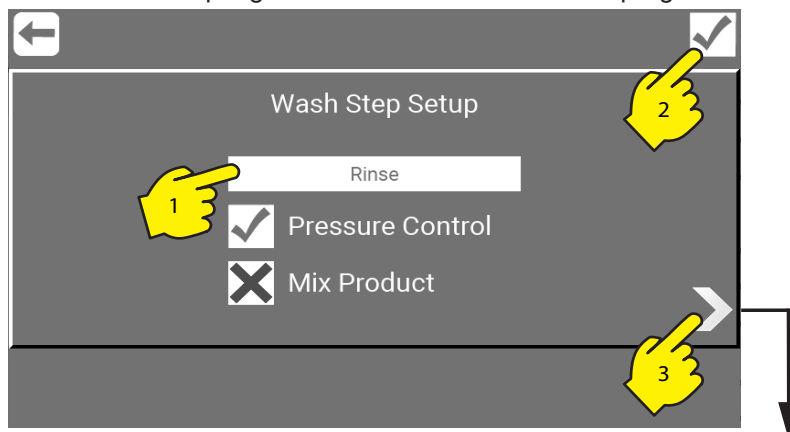 Wash Step Setup
2
Rinse
1
Pressure Control
Mix Product
3